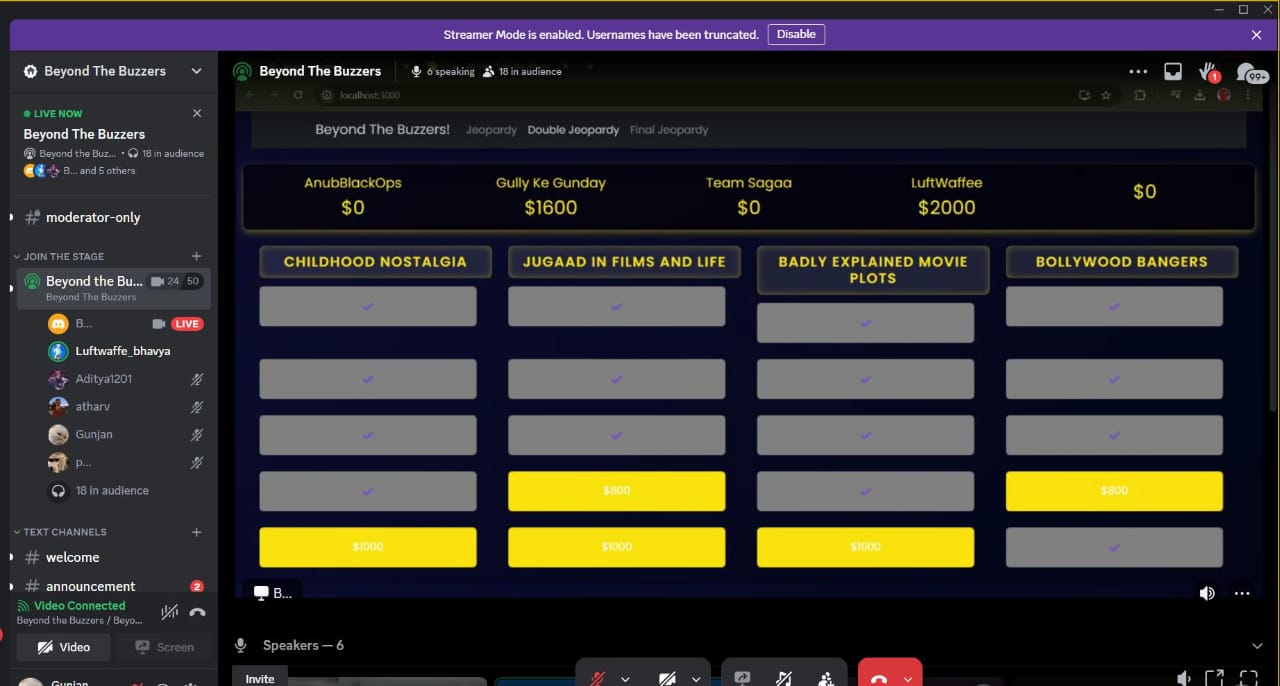 Streamer Mode is enabled. Usernames have been truncated. Disable
Beyond The Buzzers
LIVE NOW
Beyond The Buzzers
Beyond the Buz... • 18 in audience
B... and 5 others
moderator-only
JOIN THE STAGE
Beyond the Bu... 24 50
Beyond The Buzzers
B... LIVE
Luftwaffe_bhavya
Aditya1201
atharv
Gunjan
p...
18 in audience
TEXT CHANNELS
welcome
announcement 2
Video Connected
Beyond the Buzzers / Beyo...
Video Screen
Gunjan
Beyond The Buzzers 6 speaking 18 in audience 1 99+
localhost:3000
Beyond The Buzzers! Jeopardy Double Jeopardy Final Jeopardy
AnubBlackOps Gully Ke Gunday Team Sagaa LuftWaffee
$0 $1600 $0 $2000 $0
CHILDHOOD NOSTALGIA JUGAAD IN FILMS AND LIFE BADLY EXPLAINED MOVIE BOLLYWOOD BANGERS
PLOTS
$800 $800
$1000 $1000 $1000
B...
Speakers — 6
Invite